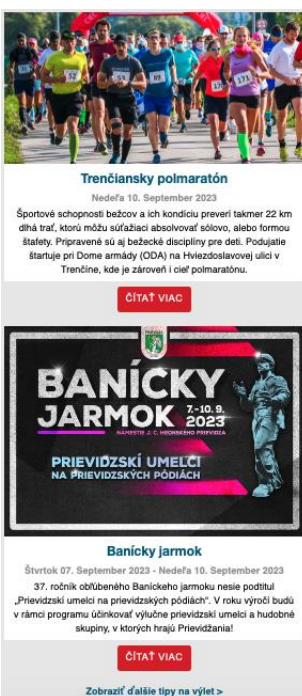 Trenčiansky polmaratón
Nedeľa 10. September 2023
Športové schopnosti bežcov a ich kondíciu preverí takmer 22 km
dlhá trať, ktorú môžu súťažiaci absolvovať sólovo, alebo formou
štafety. Pripravené sú aj bežecké disciplíny pre deti. Podujatie
štartuje pri Dome armády (ODA) na Hviezdoslavovej ulici v
Trenčíne, kde je zároveň i cieľ polmaratónu.
ČÍTAŤ VIAC
BANÍCKY
JARMOK 7.-10. 9. 2023
NÁMESTIE J. C. HRONSKÉHO PRIEVIDZA
PRIEVIDZSKÍ UMELCI
NA PRIEVIDZSKÝCH PÓDIÁCH
Banícky jarmok
Štvrtok 07. September 2023 - Nedeľa 10. September 2023
37. ročník obľúbeného Baníckeho jarmoku nesie podtitul
„Prievidzskí umelci na prievidzských pódiách“. V roku výročí budú
v rámci programu účinkovať výlučne prievidzskí umelci a hudobné
skupiny, v ktorých hrajú Prievidžania!
ČÍTAŤ VIAC
Zobraziť ďalšie tipy na výlet >